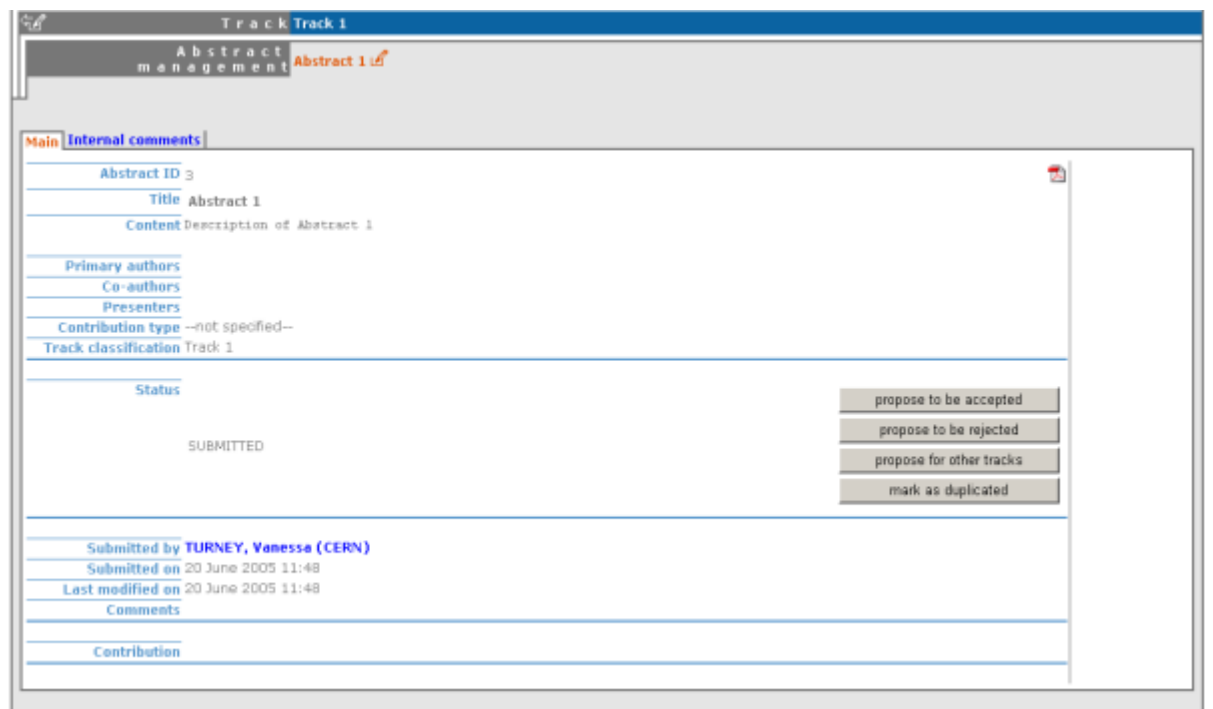 Track Track 1
Abstract
management Abstract 1
Main Internal comments
Abstract ID 3
Title Abstract 1
Content Description of Abstract 1
Primary authors
Co-authors
Presenters
Contribution type --not specified--
Track classification Track 1
Status
propose to be accepted
propose to be rejected
SUBMITTED
propose for other tracks
mark as duplicated
Submitted by TURNEY, Vanessa (CERN)
Submitted on 20 June 2005 11:48
Last modified on 20 June 2005 11:48
Comments
Contribution